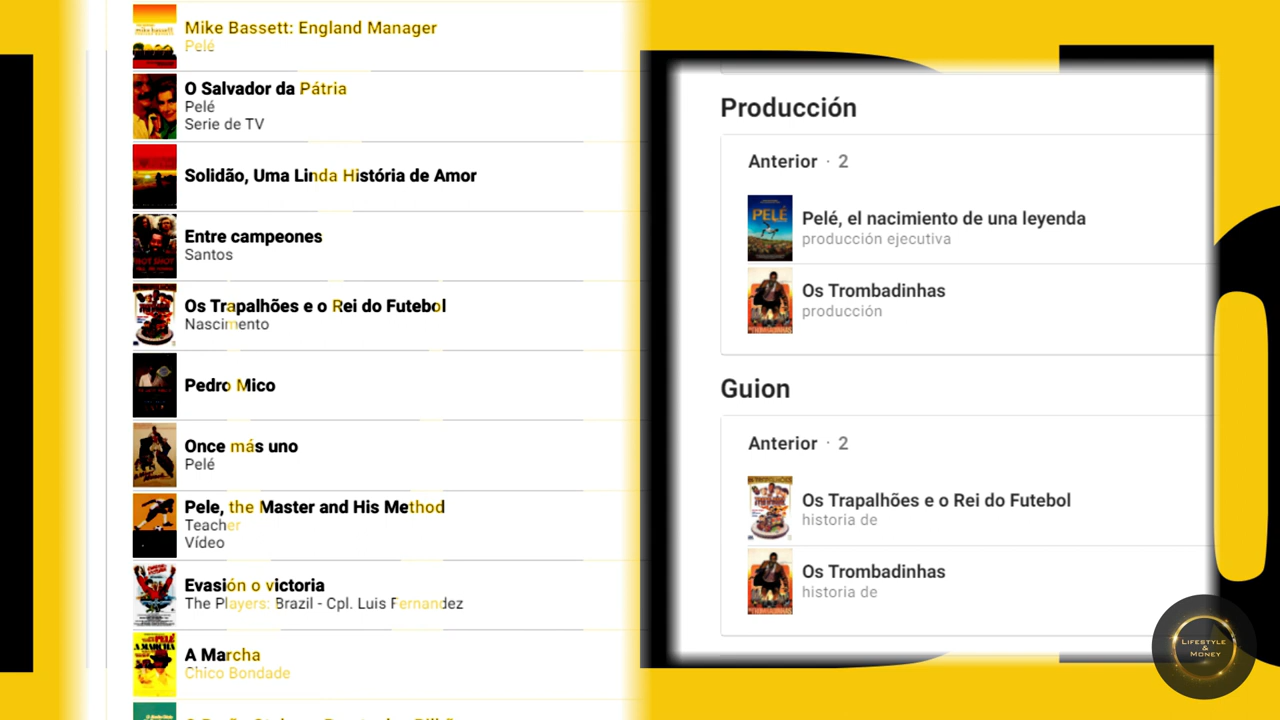 Mike Bassett: England Manager
Pelé
O Salvador da Pátria
Pelé
Serie de TV
Solidão, Uma Linda História de Amor
Entre campeones
Santos
Os Trapalhões e o Rei do Futebol
Nascimento
Pedro Mico
Once más uno
Pelé
Pele, the Master and His Method
Teacher
Vídeo
Evasión o victoria
The Players: Brazil - Cpl. Luis Fernandez
A Marcha
Chico Bondade
Producción
Anterior · 2
PELÉ
Pelé, el nacimiento de una leyenda
producción ejecutiva
Os Trombadinhas
producción
Guion
Anterior · 2
Os Trapalhões e o Rei do Futebol
historia de
Os Trombadinhas
historia de
LIFESTYLE
&
MONEY